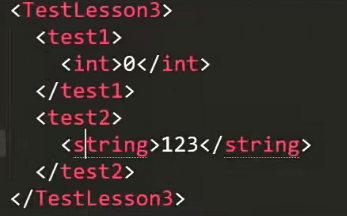 <TestLesson3>
<test1>
<int>0</int>
</test1>
<test2>
<string>123</string>
</test2>
</TestLesson3>